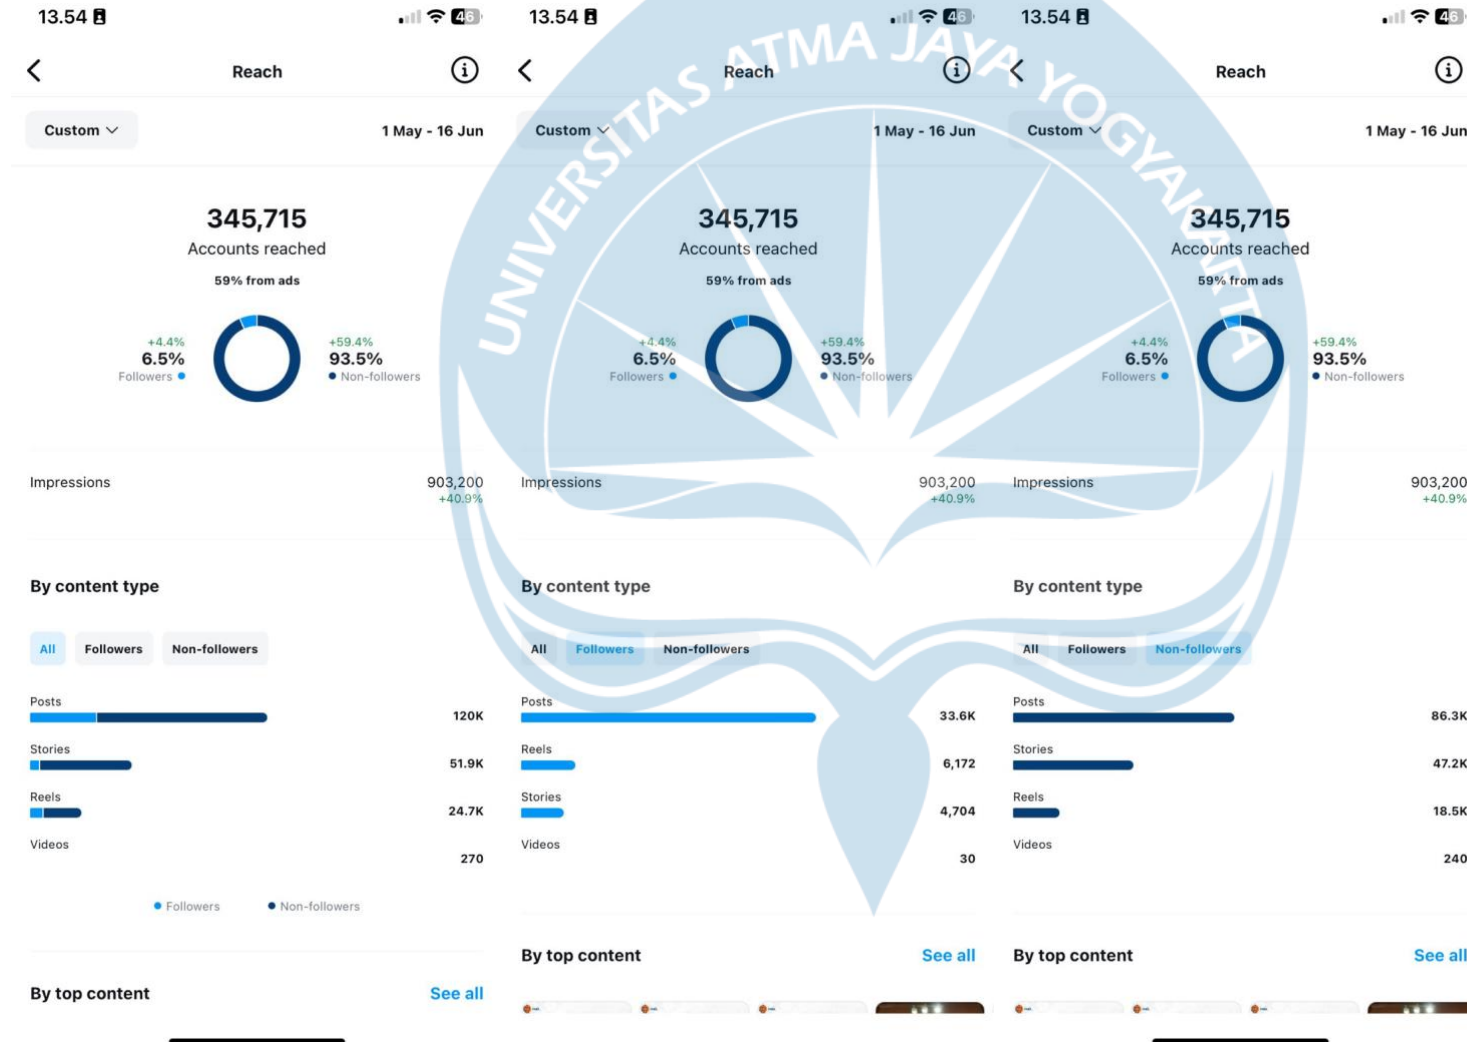 13.54
46
Reach
Custom
1 May - 16 Jun
345,715
Accounts reached
59% from ads
+4.4%
6.5%
Followers
+59.4%
93.5%
Non-followers
Impressions
903,200
+40.9%
By content type
All Followers Non-followers
Posts
120K
Stories
51.9K
Reels
24.7K
Videos
270
Followers Non-followers
By top content See all
13.54
46
Reach
Custom
1 May - 16 Jun
345,715
Accounts reached
59% from ads
+4.4%
6.5%
Followers
+59.4%
93.5%
Non-followers
Impressions
903,200
+40.9%
By content type
All Followers Non-followers
Posts
33.6K
Reels
6,172
Stories
4,704
Videos
30
By top content See all
13.54
46
Reach
Custom
1 May - 16 Jun
345,715
Accounts reached
59% from ads
+4.4%
6.5%
Followers
+59.4%
93.5%
Non-followers
Impressions
903,200
+40.9%
By content type
All Followers Non-followers
Posts
86.3K
Stories
47.2K
Reels
18.5K
Videos
240
By top content See all
UNIVERSITAS ATMA JAYA YOGYAKARTA